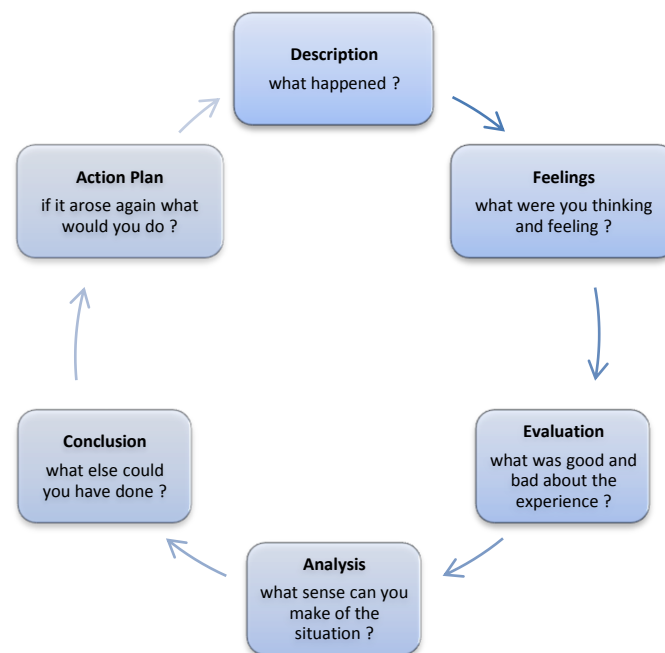 Description
what happened ?
Feelings
what were you thinking
and feeling ?
Evaluation
what was good and
bad about the
experience ?
Analysis
what sense can you
make of the
situation ?
Conclusion
what else could
you have done ?
Action Plan
if it arose again what
would you do ?